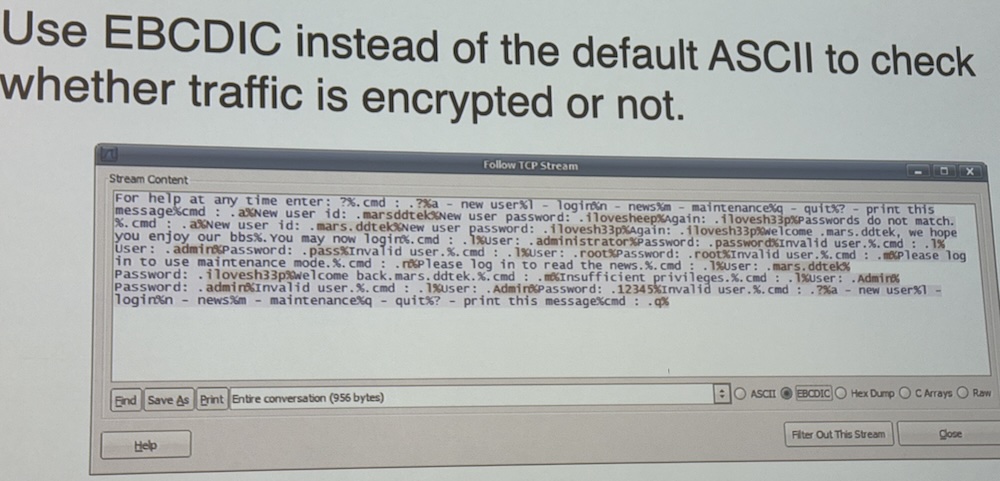 Use EBCDIC instead of the default ASCII to check
whether traffic is encrypted or not.
Follow TCP Stream
Stream Content
For help at any time enter: ?%.cmd : .?%a - new user%l - login%n - news%m - maintenance%q - quit%? - print this
message%cmd : .a%New user id: .marsddtek%New user password: .ilovesheep%Again: .ilovesh33p%Passwords do not match.
%.cmd : .a%New user id: .mars.ddtek%New user password: .ilovesh33p%Again: .ilovesh33p%Welcome .mars.ddtek, we hope
you enjoy our bbs%.You may now login%.cmd : .l%User: .administrator%Password: .password%Invalid user.%.cmd : .l%
User: .admin%Password: .pass%Invalid user.%.cmd : .l%User: .root%Password: .root%Invalid user.%.cmd : .m%Please log
in to use maintenance mode.%.cmd : .n%Please log in to read the news.%.cmd : .l%User: .mars.ddtek%
Password: .ilovesh33p%Welcome back.mars.ddtek.%.cmd : .m%Insufficient privileges.%.cmd : .l%User: .Admin%
Password: .admin%Invalid user.%.cmd : .l%User: .Admin%Password: .12345%Invalid user.%.cmd : .?%a - new user%l -
login%n - news%m - maintenance%q - quit%? - print this message%cmd : .q%
Find Save As Print Entire conversation (956 bytes) ASCII EBCDIC Hex Dump C Arrays Raw
Help Filter Out This Stream Close